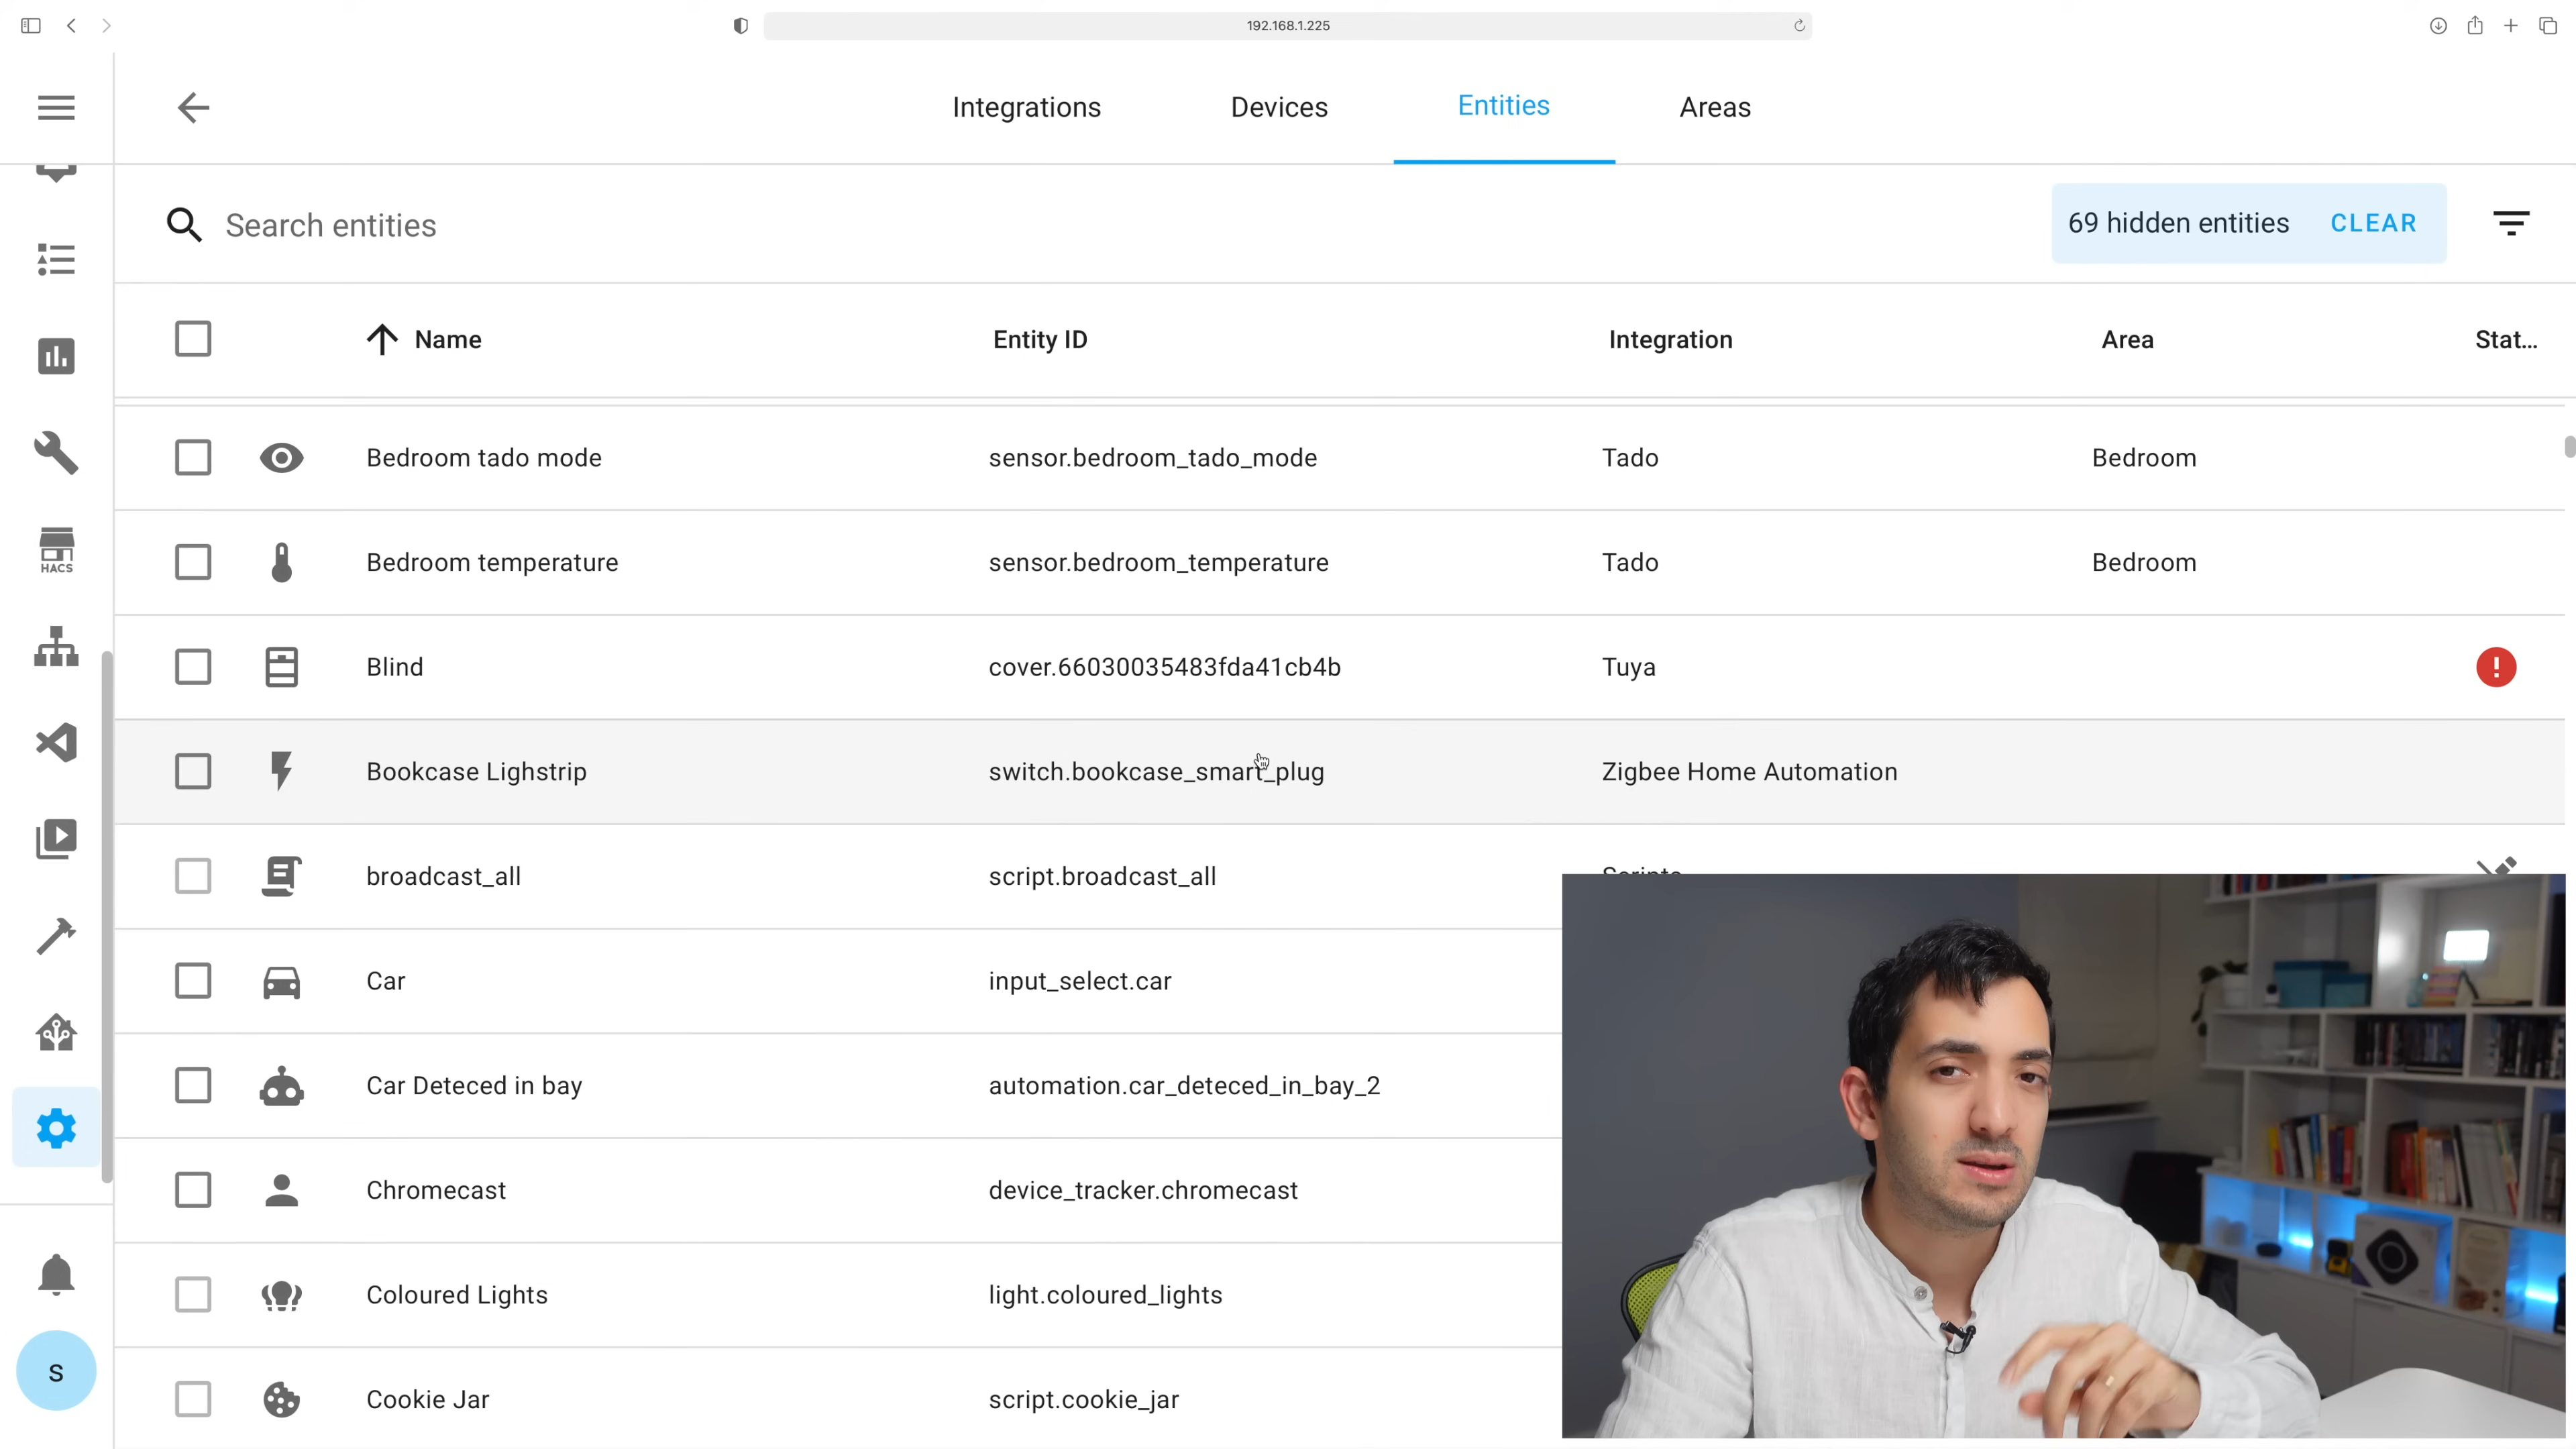 192.168.1.225
Integrations Devices Entities Areas
Search entities
69 hidden entities CLEAR
Name Entity ID Integration Area Stat...
Bedroom tado mode sensor.bedroom_tado_mode Tado Bedroom
Bedroom temperature sensor.bedroom_temperature Tado Bedroom
HACS
Blind cover.66030035483fda41cb4b Tuya
Bookcase Lighstrip switch.bookcase_smart_plug Zigbee Home Automation
broadcast_all script.broadcast_all Scripts
Car input_select.car
Car Deteced in bay automation.car_deteced_in_bay_2
Chromecast device_tracker.chromecast
Coloured Lights light.coloured_lights
s
Cookie Jar script.cookie_jar